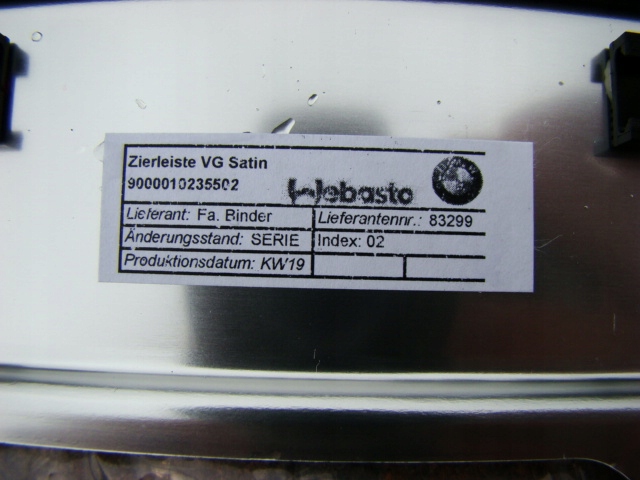 Zierleiste VG Satin
9000010235502
Webasto
Lieferant: Fa. Binder
Lieferantennr.: 83299
Änderungsstand: SERIE
Index: 02
Produktionsdatum: KW19